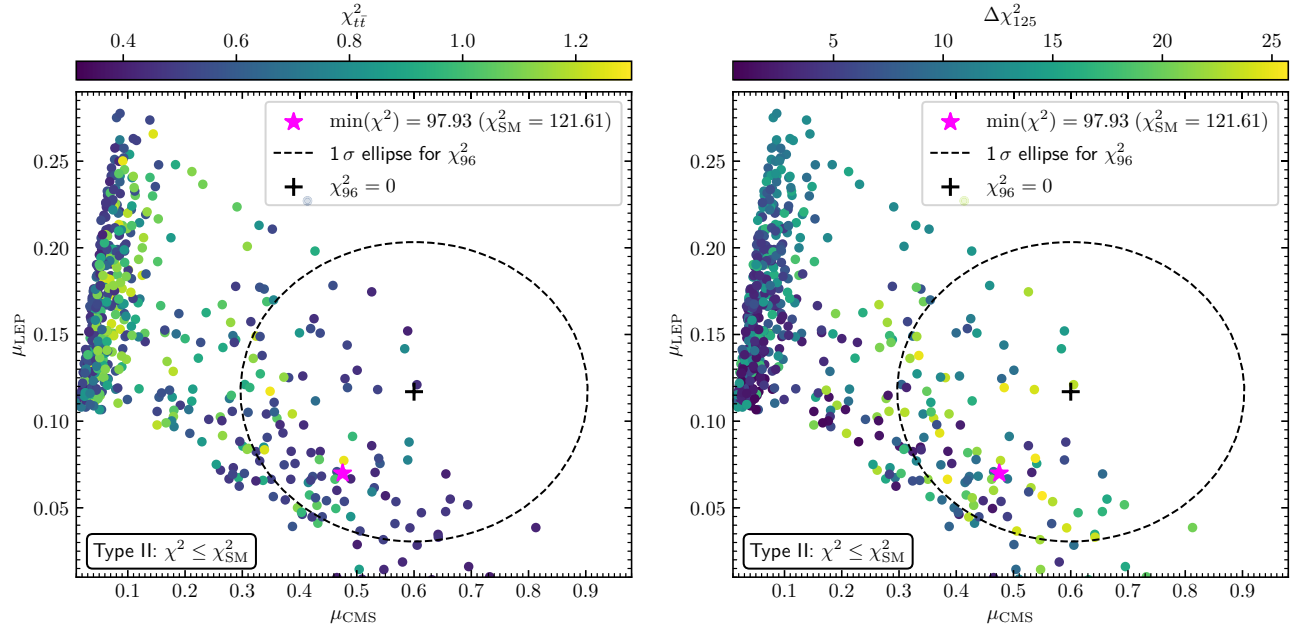 χ²_{tt̄}
0.4 0.6 0.8 1.0 1.2
min(χ²) = 97.93 (χ²_SM = 121.61)
1 σ ellipse for χ²_96
χ²_96 = 0
0.25
0.20
0.15
0.10
0.05
μ_LEP
Type II: χ² ≤ χ²_SM
0.1 0.2 0.3 0.4 0.5 0.6 0.7 0.8 0.9
μ_CMS
Δχ²_125
5 10 15 20 25
min(χ²) = 97.93 (χ²_SM = 121.61)
1 σ ellipse for χ²_96
χ²_96 = 0
0.25
0.20
0.15
0.10
0.05
μ_LEP
Type II: χ² ≤ χ²_SM
0.1 0.2 0.3 0.4 0.5 0.6 0.7 0.8 0.9
μ_CMS